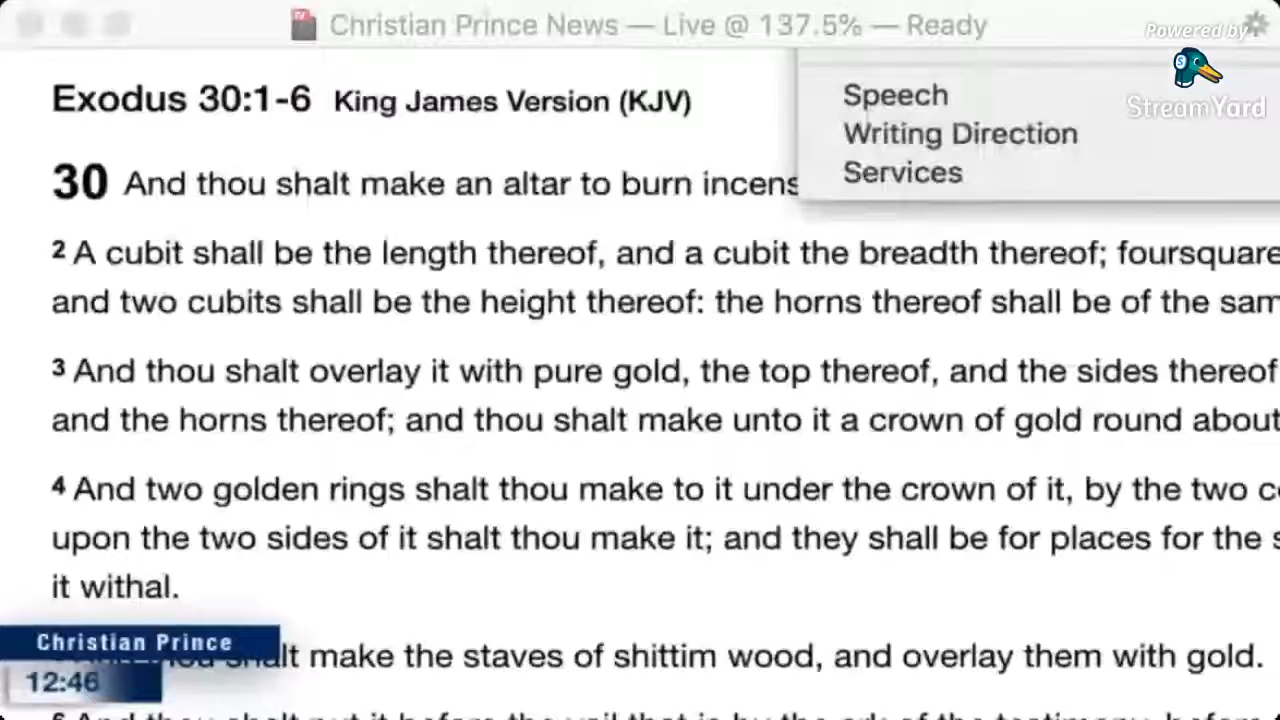 Christian Prince News — Live @ 137.5% — Ready
Powered by
StreamYard
Speech
Writing Direction
Services
Exodus 30:1-6 King James Version (KJV)
30 And thou shalt make an altar to burn incens
2 A cubit shall be the length thereof, and a cubit the breadth thereof; foursquare
and two cubits shall be the height thereof: the horns thereof shall be of the sam
3 And thou shalt overlay it with pure gold, the top thereof, and the sides thereof
and the horns thereof; and thou shalt make unto it a crown of gold round about
4 And two golden rings shalt thou make to it under the crown of it, by the two c
upon the two sides of it shalt thou make it; and they shall be for places for the s
it withal.
Christian Prince
shalt make the staves of shittim wood, and overlay them with gold.
12:46